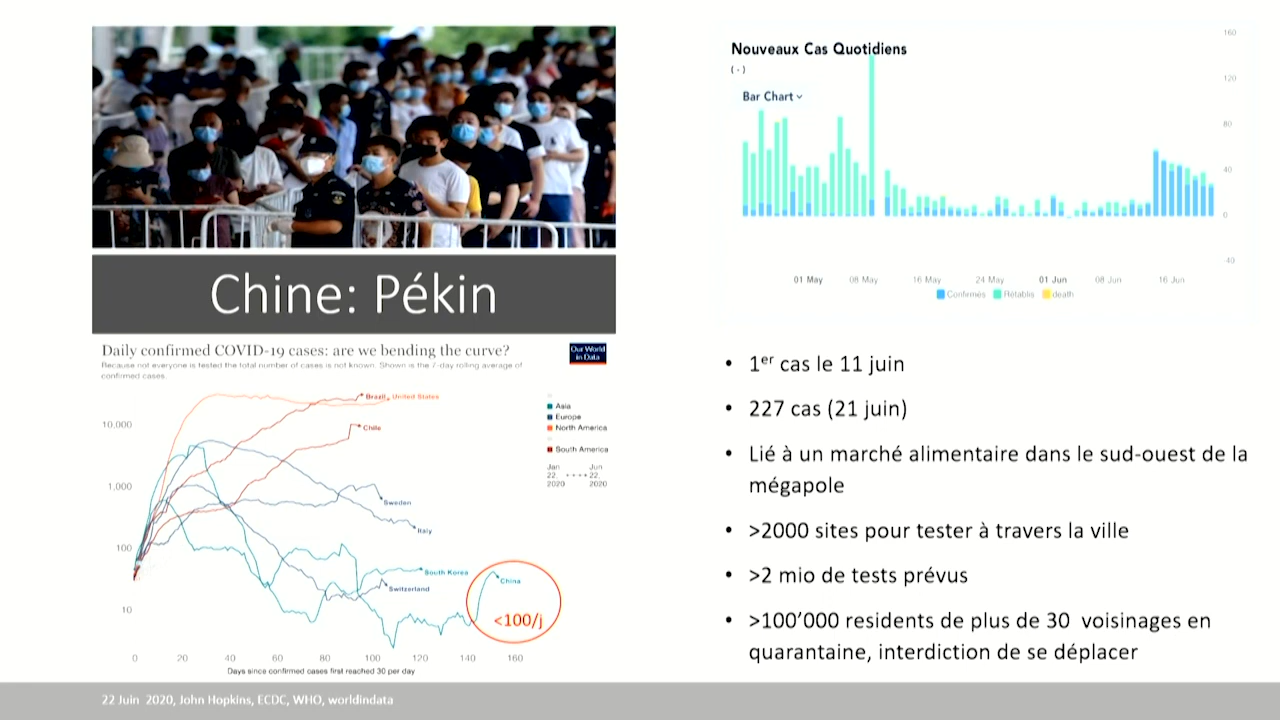 Chine: Pékin
Daily confirmed COVID-19 cases: are we bending the curve?
Our World
in Data
Because not everyone is tested the total number of cases is not known. Shown is the 7-day rolling average of
confirmed cases.
Brazil
United States
Chile
Sweden
Italy
South Korea
Switzerland
China
<100/j
Asia
Europe
North America
South America
Jan
22,
2020
Jun
22,
2020
10,000
1,000
100
10
0 20 40 60 80 100 120 140 160
Days since confirmed cases first reached 30 per day
Nouveaux Cas Quotidiens
( - )
Bar Chart
160
120
80
40
0
-40
01 May 08 May 16 May 24 May 01 Jun 08 Jun 16 Jun
Confirmés Rétablis death
• 1er cas le 11 juin
• 227 cas (21 juin)
• Lié à un marché alimentaire dans le sud-ouest de la
mégapole
• >2000 sites pour tester à travers la ville
• >2 mio de tests prévus
• >100’000 residents de plus de 30 voisinages en
quarantaine, interdiction de se déplacer
22 Juin 2020, John Hopkins, ECDC, WHO, worldindata